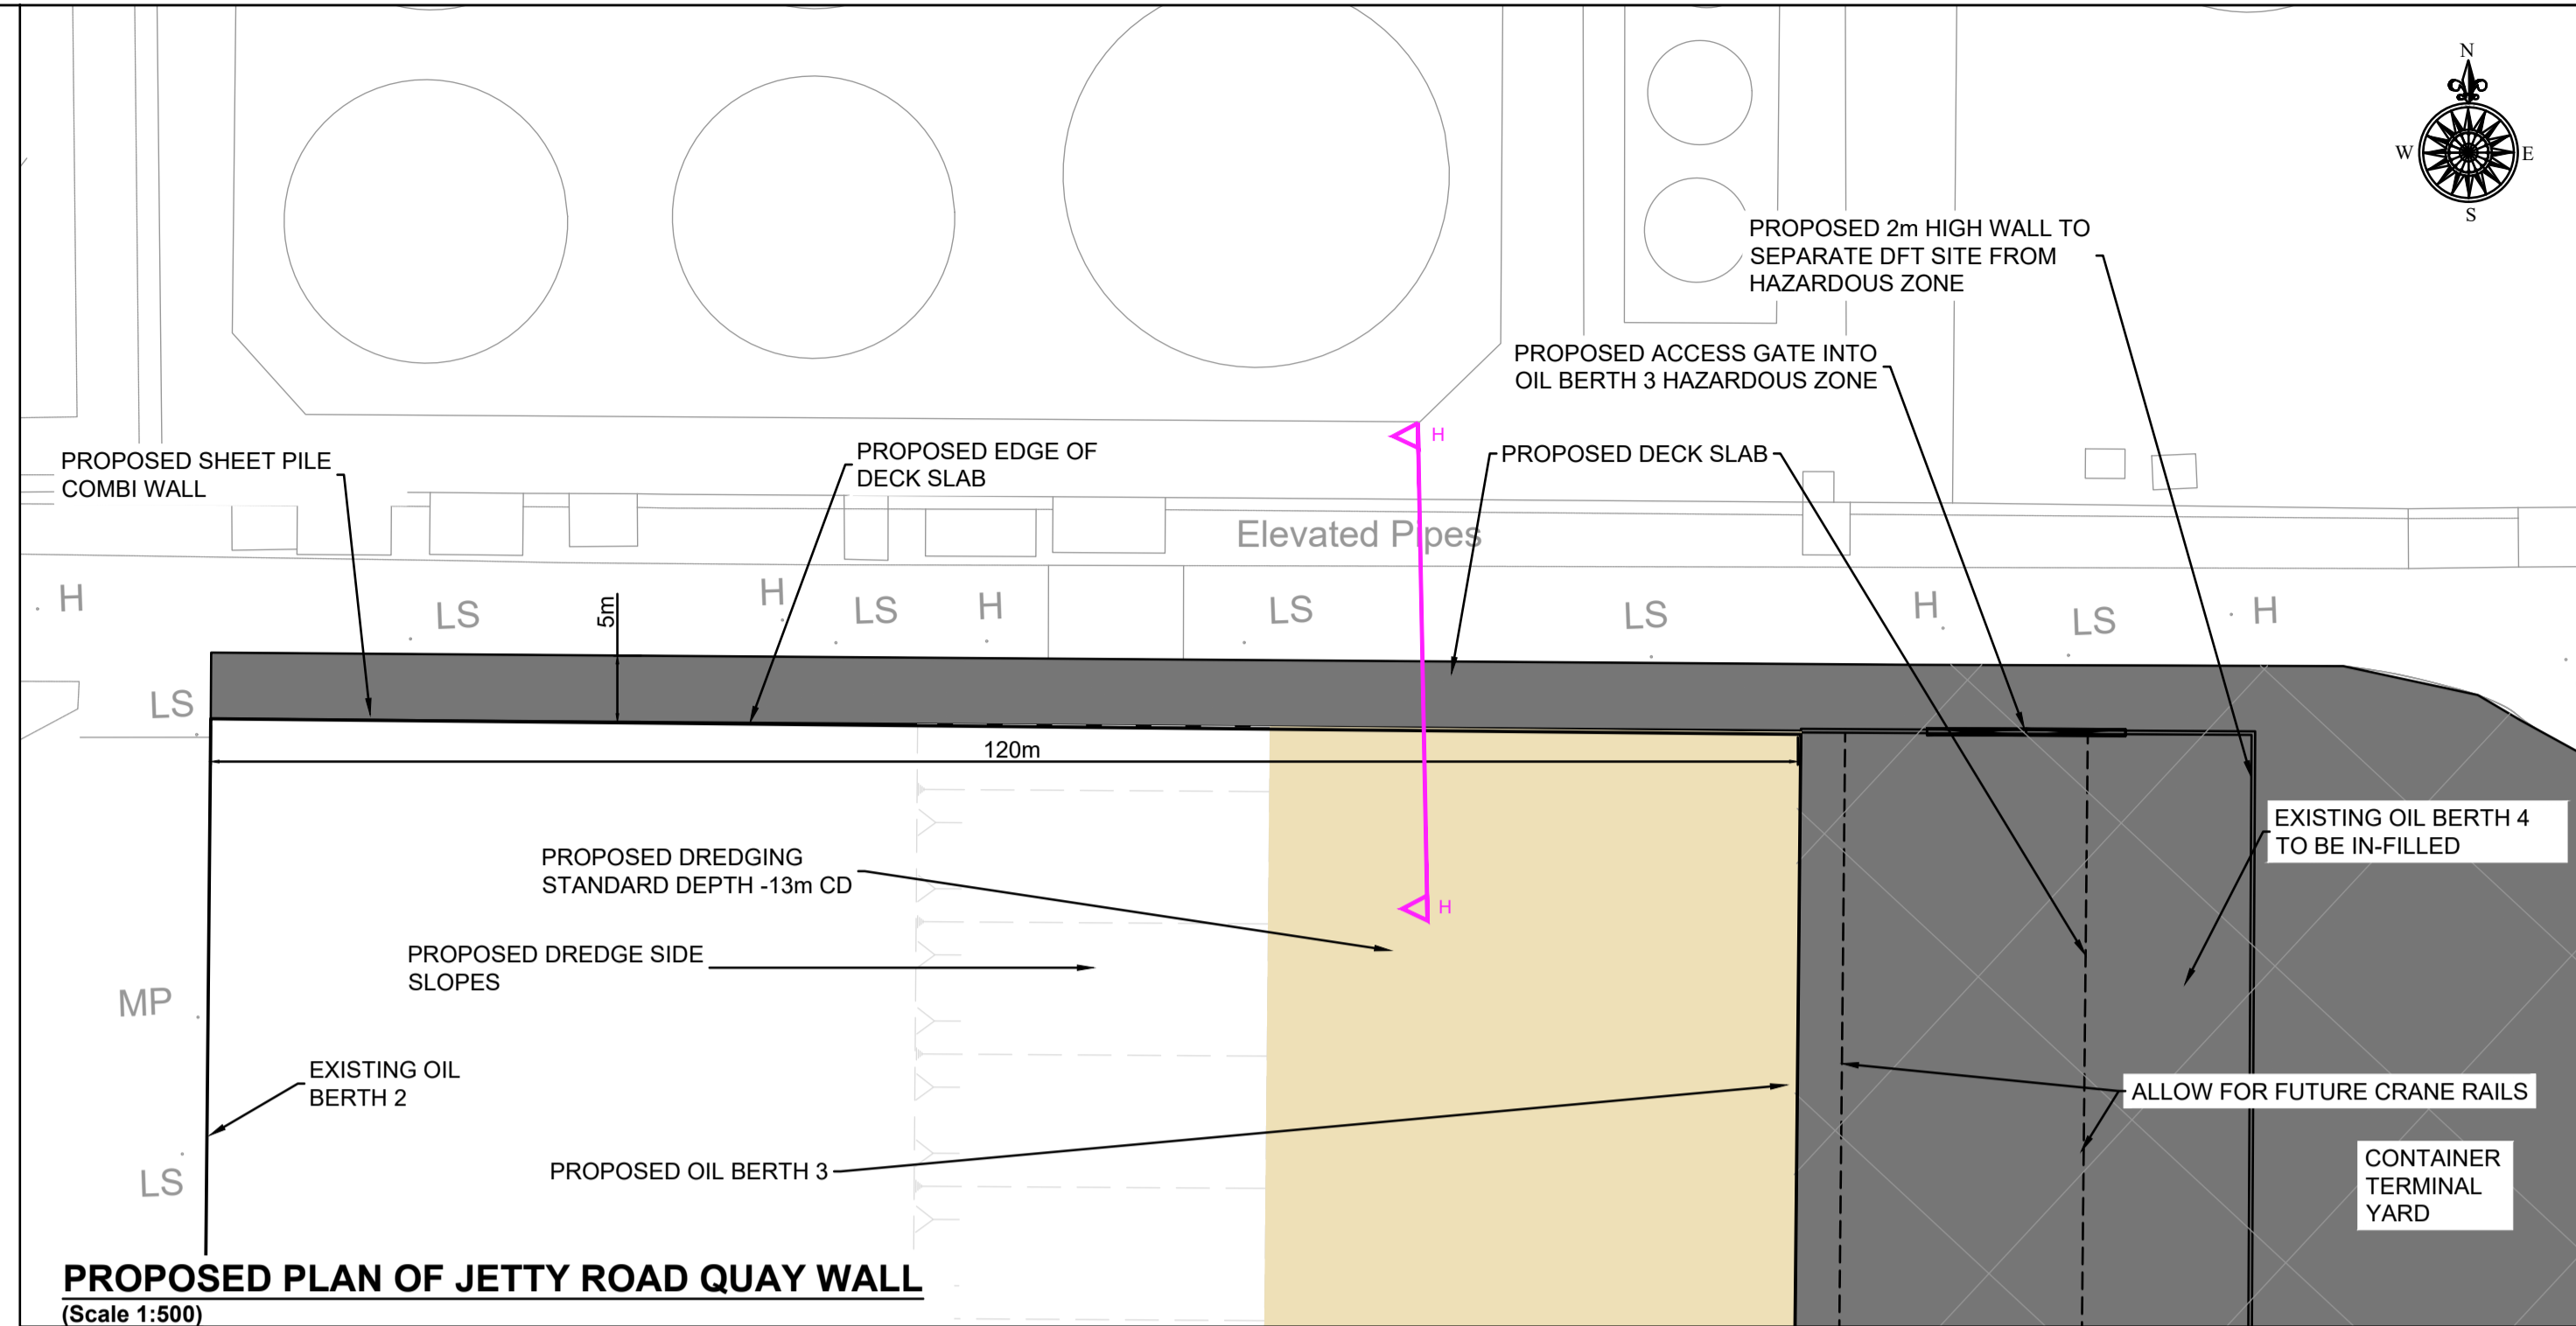 N
W
E
S
PROPOSED 2m HIGH WALL TO
SEPARATE DFT SITE FROM
HAZARDOUS ZONE
PROPOSED ACCESS GATE INTO
OIL BERTH 3 HAZARDOUS ZONE
PROPOSED SHEET PILE
COMBI WALL
PROPOSED EDGE OF
DECK SLAB
H
PROPOSED DECK SLAB
Elevated Pipes
H
LS
5m
H
LS
H
LS
LS
H
LS
H
LS
120m
PROPOSED DREDGING
STANDARD DEPTH -13m CD
H
EXISTING OIL BERTH 4
TO BE IN-FILLED
PROPOSED DREDGE SIDE
SLOPES
MP
EXISTING OIL
BERTH 2
ALLOW FOR FUTURE CRANE RAILS
PROPOSED OIL BERTH 3
LS
CONTAINER
TERMINAL
YARD
PROPOSED PLAN OF JETTY ROAD QUAY WALL
(Scale 1:500)